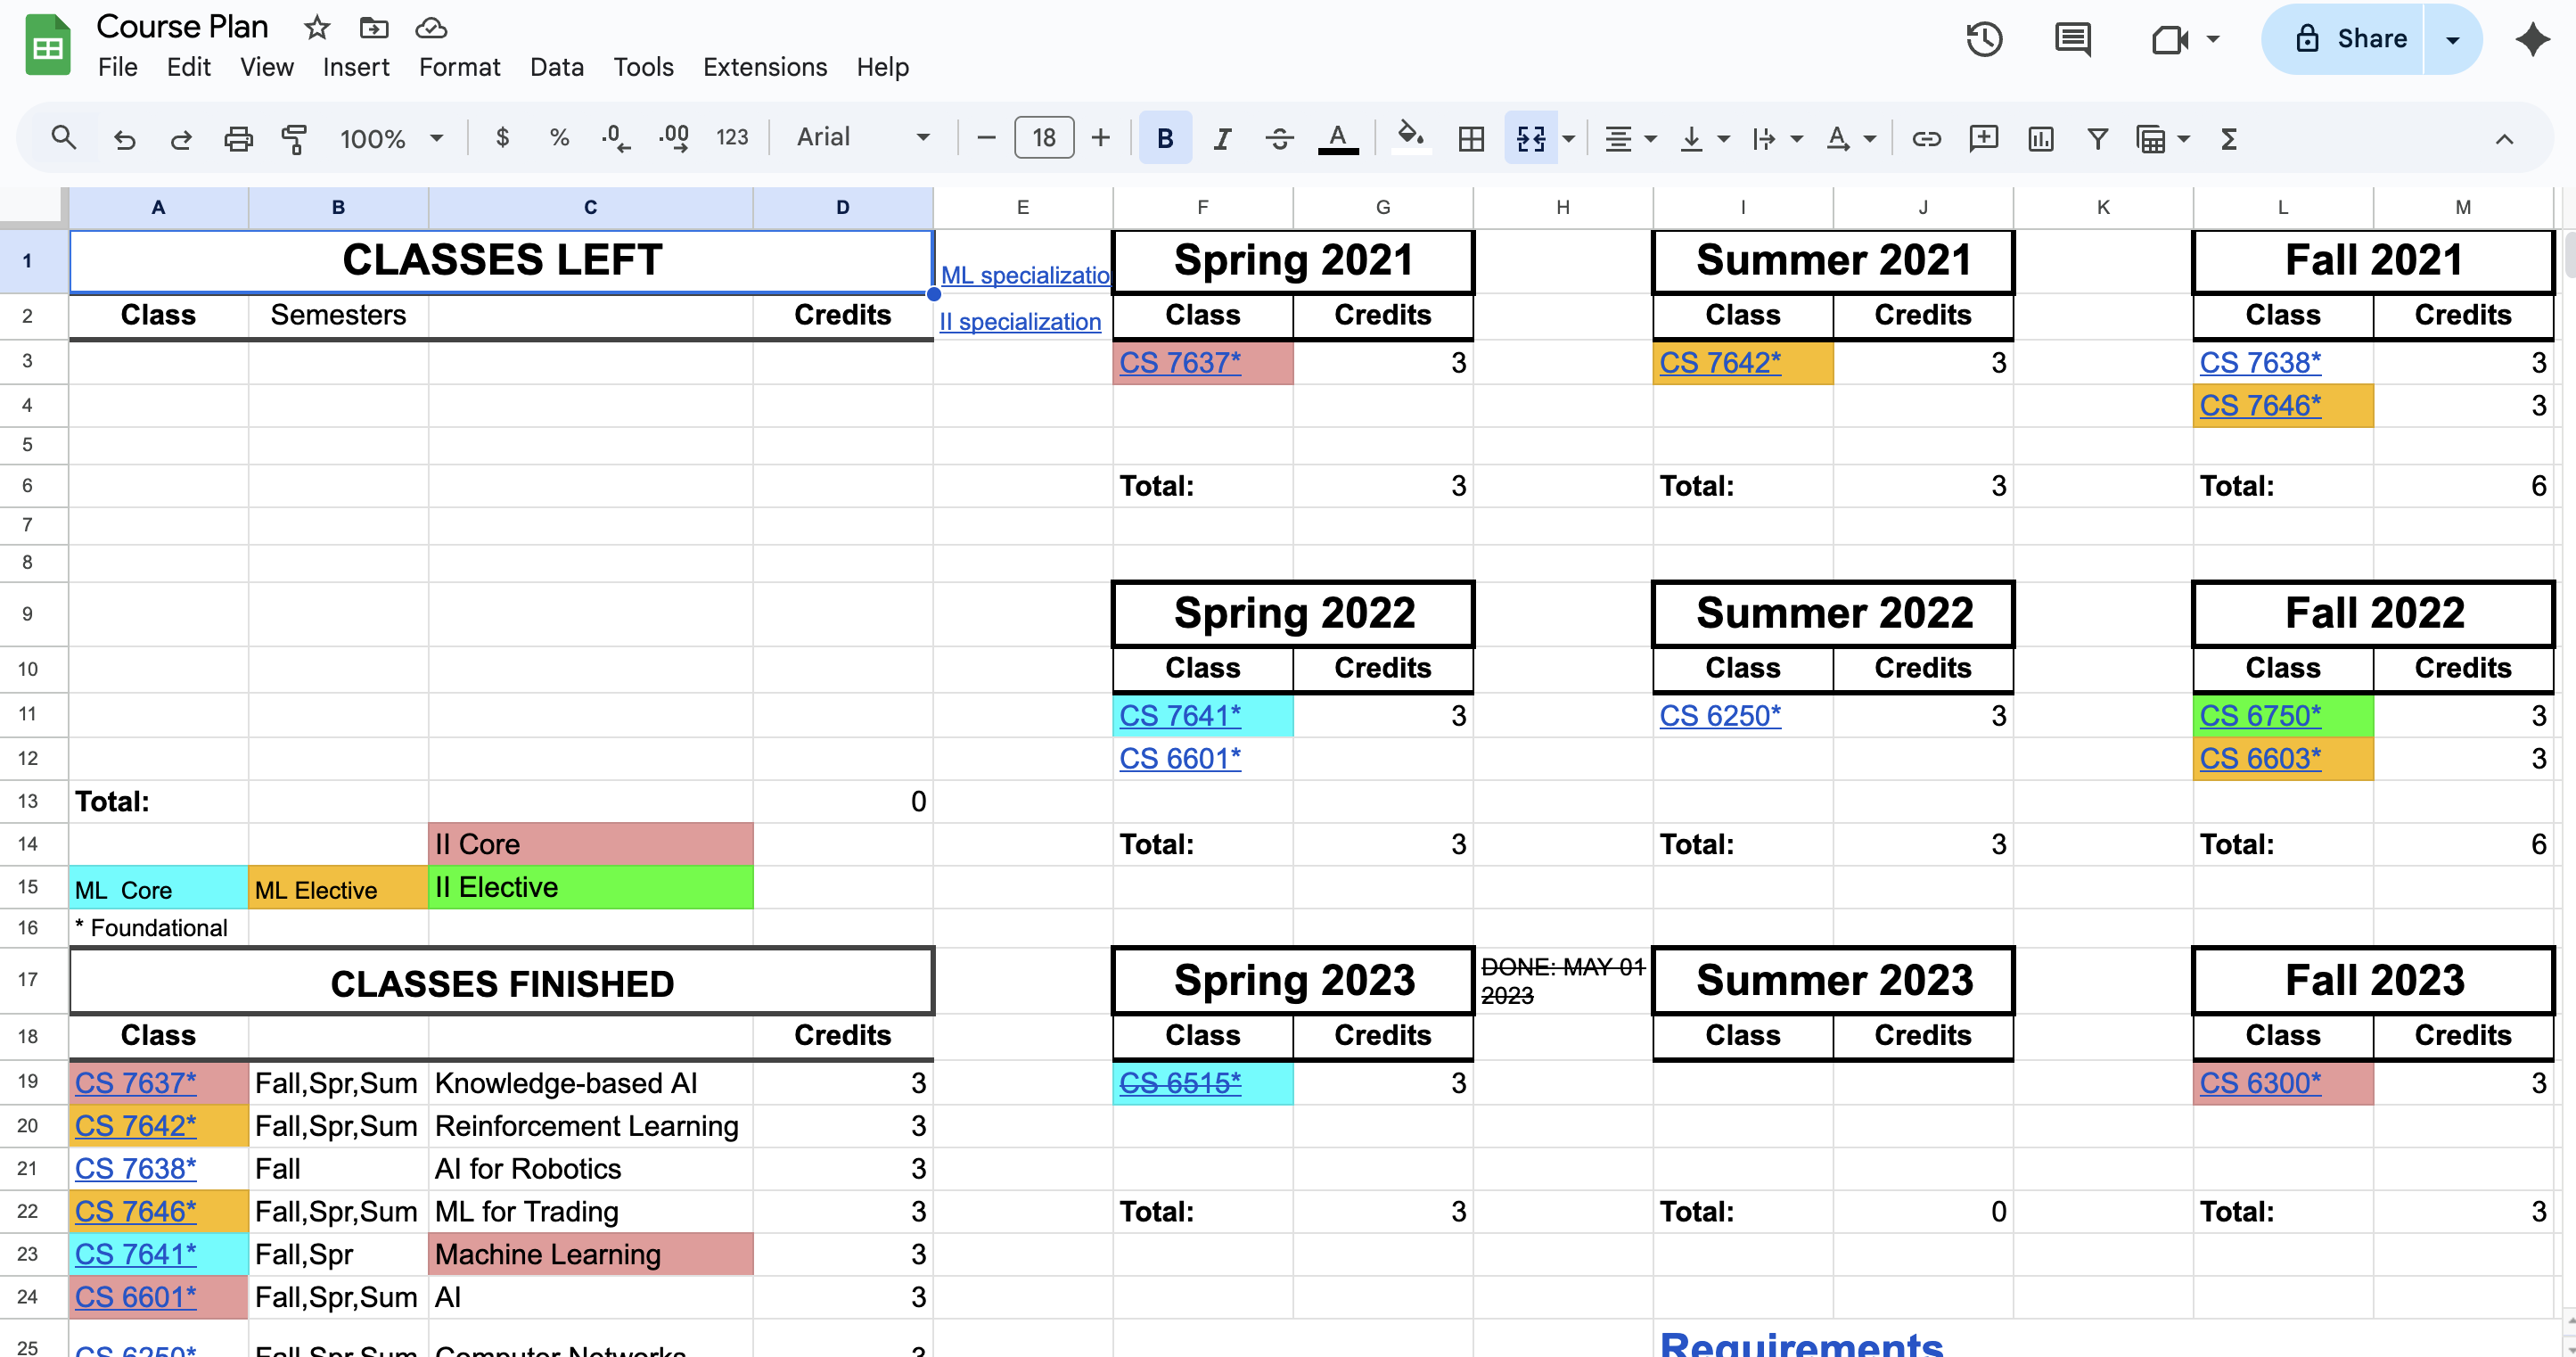 Course Plan
File Edit View Insert Format Data Tools Extensions Help
Share
100% $ % .0 .00 123 Arial 18 B I A A Σ
A B C D E F G H I J K L M
1 CLASSES LEFT ML specializatio Spring 2021 Summer 2021 Fall 2021
2 Class Semesters Credits II specialization Class Credits Class Credits Class Credits
3 CS 7637* 3 CS 7642* 3 CS 7638* 3
4 CS 7646* 3
5
6 Total: 3 Total: 3 Total: 6
7
8
9 Spring 2022 Summer 2022 Fall 2022
10 Class Credits Class Credits Class Credits
11 CS 7641* 3 CS 6250* 3 CS 6750* 3
12 CS 6601* CS 6603* 3
13 Total: 0
14 II Core Total: 3 Total: 3 Total: 6
15 ML Core ML Elective II Elective
16 * Foundational
17 CLASSES FINISHED Spring 2023 DONE: MAY 01 2023 Summer 2023 Fall 2023
18 Class Credits Class Credits Class Credits Class Credits
19 CS 7637* Fall,Spr,Sum Knowledge-based AI 3 CS 6515* 3 CS 6300* 3
20 CS 7642* Fall,Spr,Sum Reinforcement Learning 3
21 CS 7638* Fall AI for Robotics 3
22 CS 7646* Fall,Spr,Sum ML for Trading 3 Total: 3 Total: 0 Total: 3
23 CS 7641* Fall,Spr Machine Learning 3
24 CS 6601* Fall,Spr,Sum AI 3
25 CS 6250* Fall,Spr,Sum Computer Networks 3 Requirements